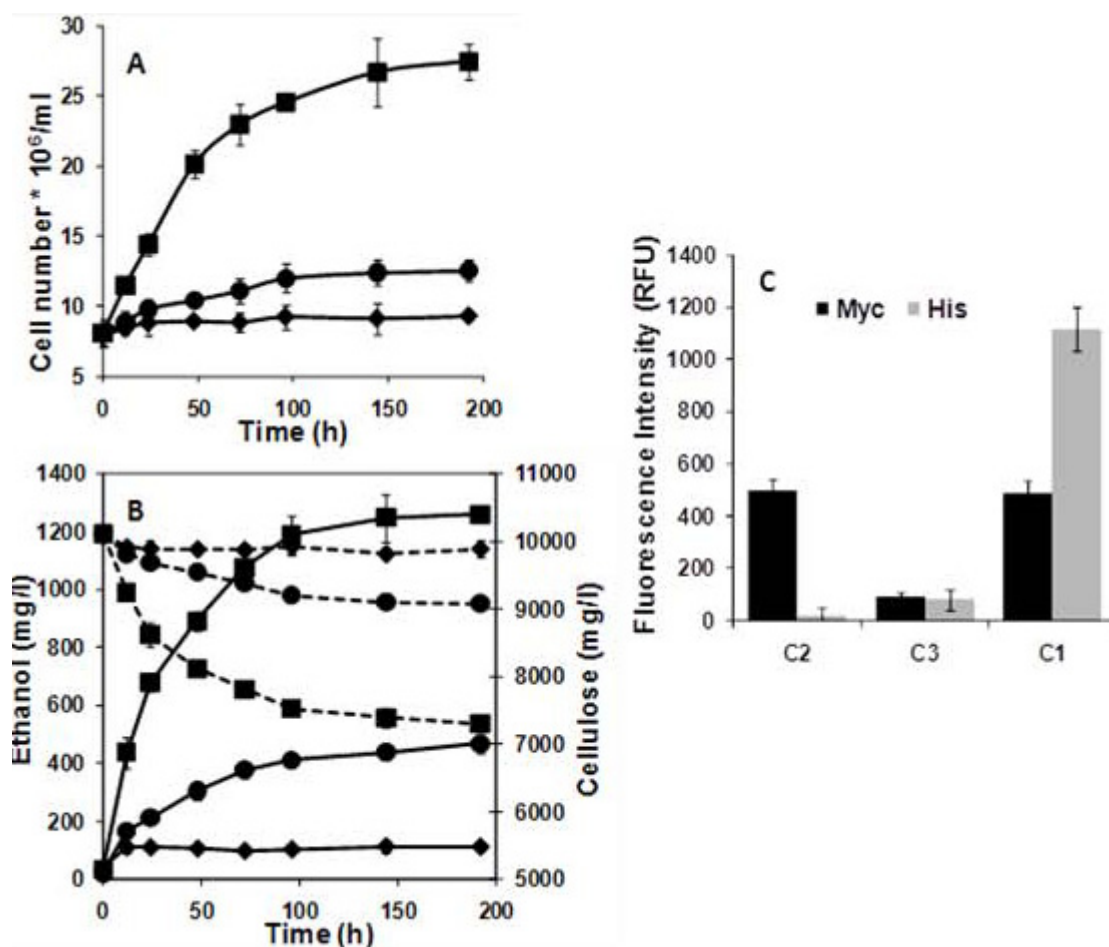 A
Cell number * 10⁶/ml
30
25
20
15
10
5
0 50 100 150 200
Time (h)
B
Ethanol (mg/l)
1400
1200
1000
800
600
400
200
0
11000
10000
9000
8000
7000
6000
5000
Cellulose (mg/l)
0 50 100 150 200
Time (h)
C
Myc His
Fluorescence Intensity (RFU)
1400
1200
1000
800
600
400
200
0
C2 C3 C1